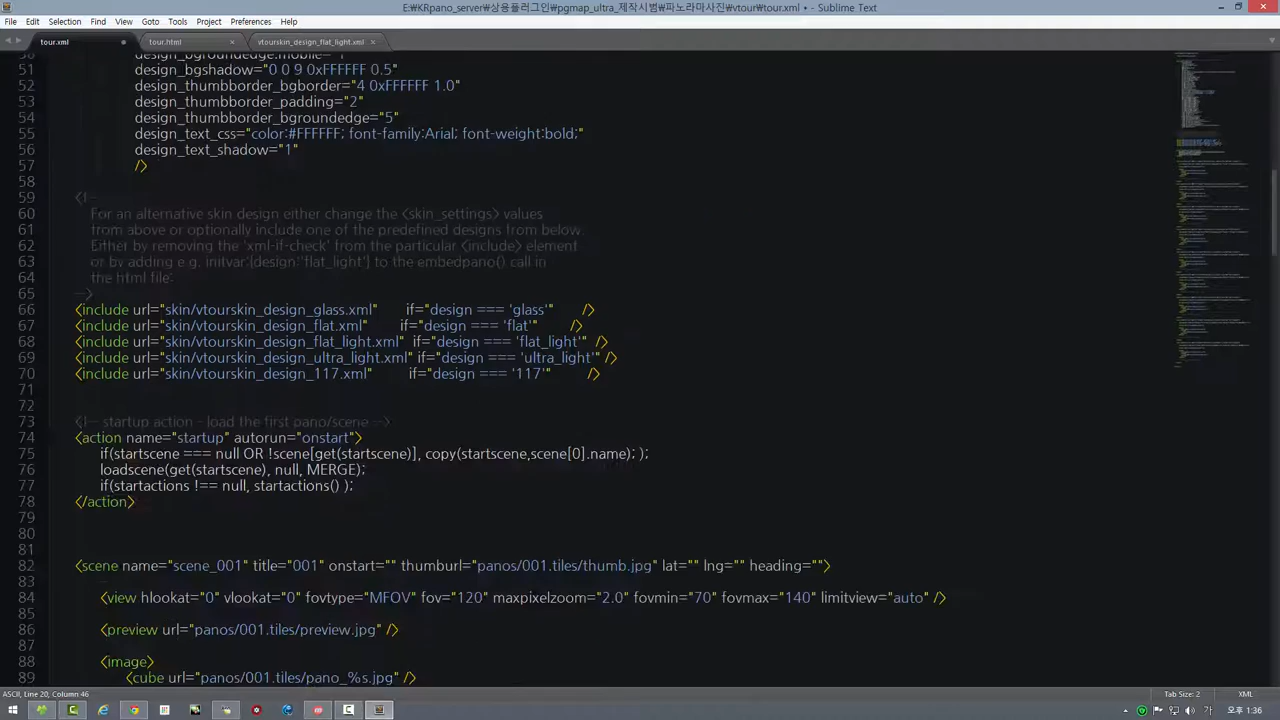 E:\KRpano_server\상용플러그인\pgmap_ultra_제작시범\파노라마사진\vtour\tour.xml • - Sublime Text
File Edit Selection Find View Goto Tools Project Preferences Help
tour.xml tour.html vtourskin_design_flat_light.xml
51 design_bgshadow="0 0 9 0xFFFFFF 0.5"
52 design_thumbborder_bgborder="4 0xFFFFFF 1.0"
53 design_thumbborder_padding="2"
54 design_thumbborder_bgroundedge="5"
55 design_text_css="color:#FFFFFF; font-family:Arial; font-weight:bold;"
56 design_text_shadow="1"
57 />
58
59 <!--
60 For an alternative skin design either change the <skin_settings> values
61 from above or optionally include one of the predefined designs from below.
62 Either by removing the 'xml-if-check' from the particular <include> element
63 or by adding e.g. initvar:{design:'flat_light'} to the embedpano() call in
64 the html file:
65 -->
66 <include url="skin/vtourskin_design_glass.xml" if="design === 'glass'" />
67 <include url="skin/vtourskin_design_flat.xml" if="design === 'flat'" />
68 <include url="skin/vtourskin_design_flat_light.xml" if="design === 'flat_light'" />
69 <include url="skin/vtourskin_design_ultra_light.xml" if="design === 'ultra_light'" />
70 <include url="skin/vtourskin_design_117.xml" if="design === '117'" />
71
72
73 <!-- startup action - load the first pano/scene -->
74 <action name="startup" autorun="onstart">
75 if(startscene === null OR !scene[get(startscene)], copy(startscene,scene[0].name); );
76 loadscene(get(startscene), null, MERGE);
77 if(startactions !== null, startactions() );
78 </action>
79
80
81
82 <scene name="scene_001" title="001" onstart="" thumburl="panos/001.tiles/thumb.jpg" lat="" lng="" heading="">
83
84 <view hlookat="0" vlookat="0" fovtype="MFOV" fov="120" maxpixelzoom="2.0" fovmin="70" fovmax="140" limitview="auto" />
85
86 <preview url="panos/001.tiles/preview.jpg" />
87
88 <image>
89 <cube url="panos/001.tiles/pano_%s.jpg" />
ASCII, Line 20, Column 46 Tab Size: 2 XML
가 오후 1:36